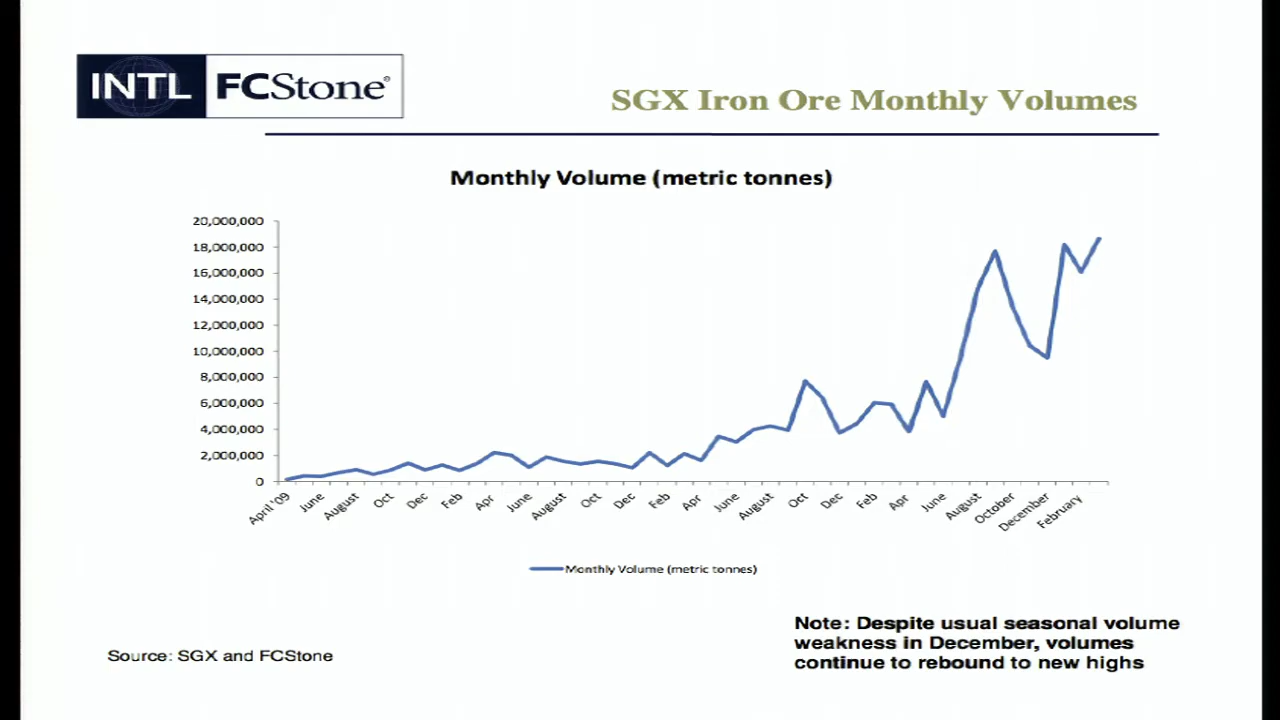 INTL FCStone®
SGX Iron Ore Monthly Volumes
Monthly Volume (metric tonnes)
20,000,000
18,000,000
16,000,000
14,000,000
12,000,000
10,000,000
8,000,000
6,000,000
4,000,000
2,000,000
0
April '09 June August Oct Dec Feb Apr June August Oct Dec Feb Apr June August Oct Dec Feb Apr June August October December February
Monthly Volume (metric tonnes)
Note: Despite usual seasonal volume
weakness in December, volumes
continue to rebound to new highs
Source: SGX and FCStone